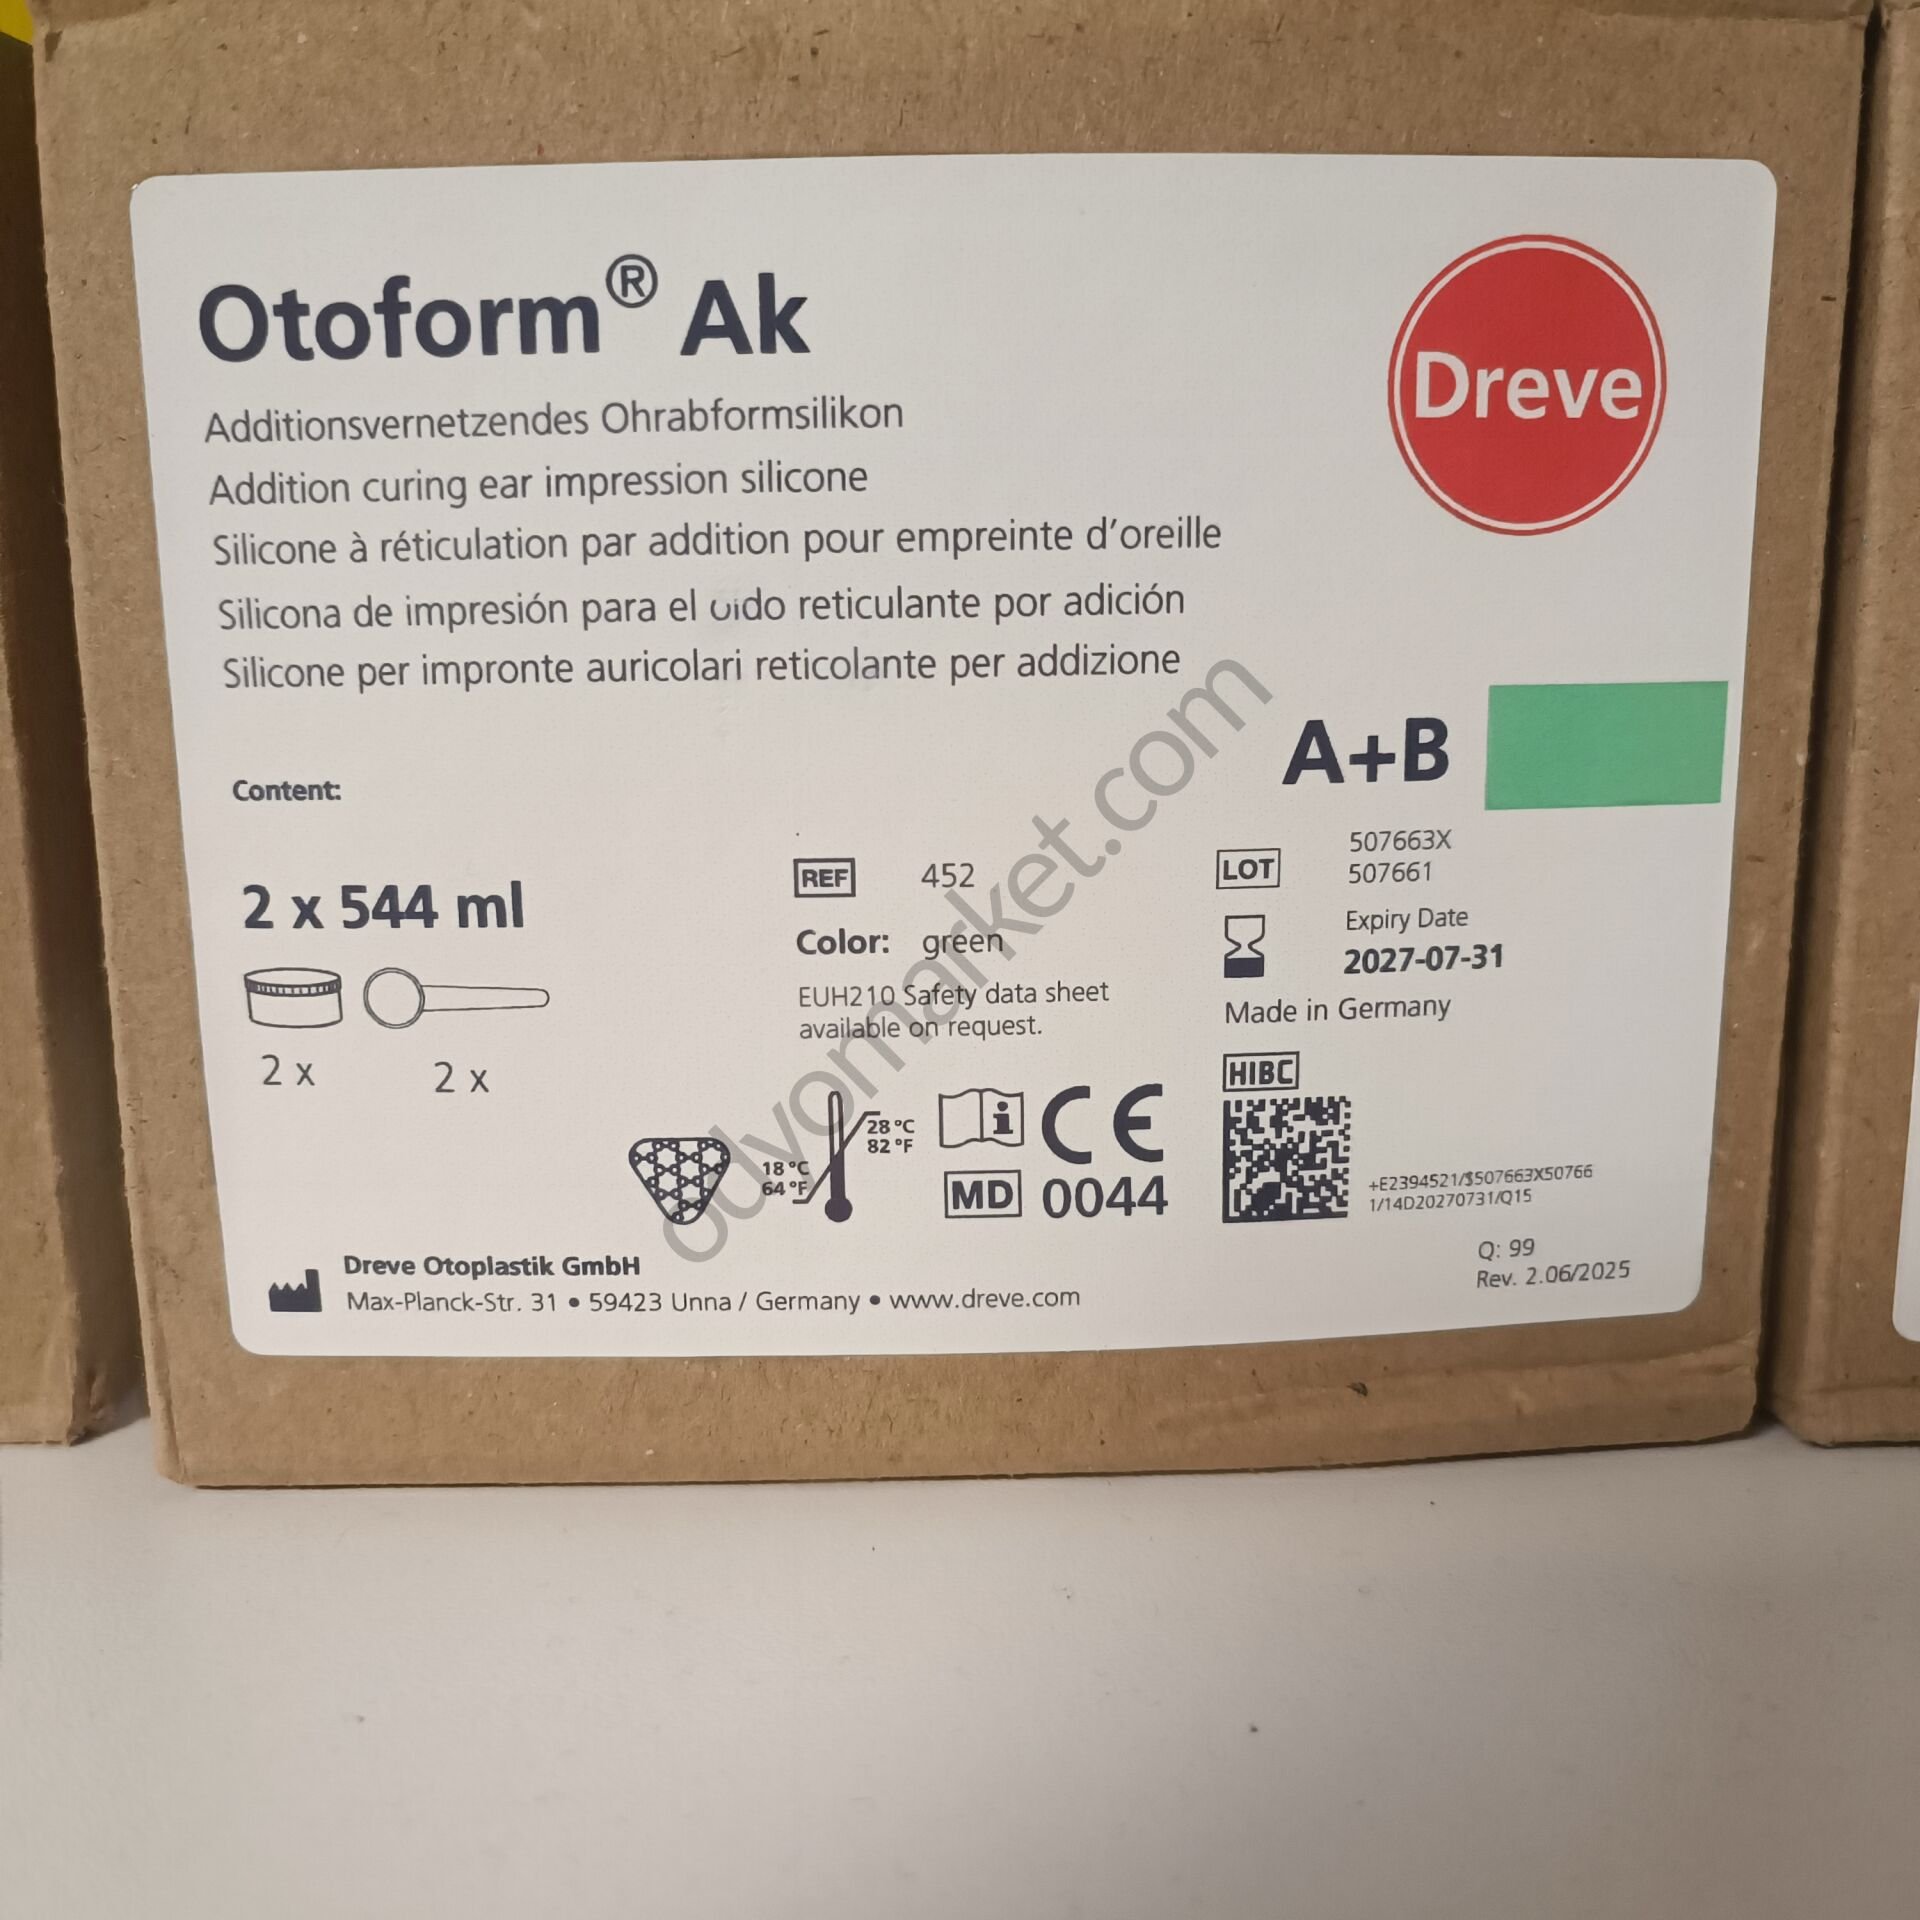 Otoform® Ak
Dreve
Additionsvernetzendes Ohrabformsilikon
Addition curing ear impression silicone
Silicone à réticulation par addition pour empreinte d'oreille
Silicona de impresión para el oido reticulante por adición
Silicone per impronte auricolari reticolante per addizione
A+B
Content:
2 x 544 ml
2 x
2 x
REF 452
Color: green
EUH210 Safety data sheet
available on request.
LOT
507663X
507661
Expiry Date
2027-07-31
Made in Germany
18 °C
64 °F
28 °C
82 °F
i
CE
MD 0044
HIBC
+E2394521/$507663X50766
1/14D20270731/Q15
Q: 99
Rev. 2.06/2025
Dreve Otoplastik GmbH
Max-Planck-Str. 31 • 59423 Unna / Germany • www.dreve.com
odyomarket.com